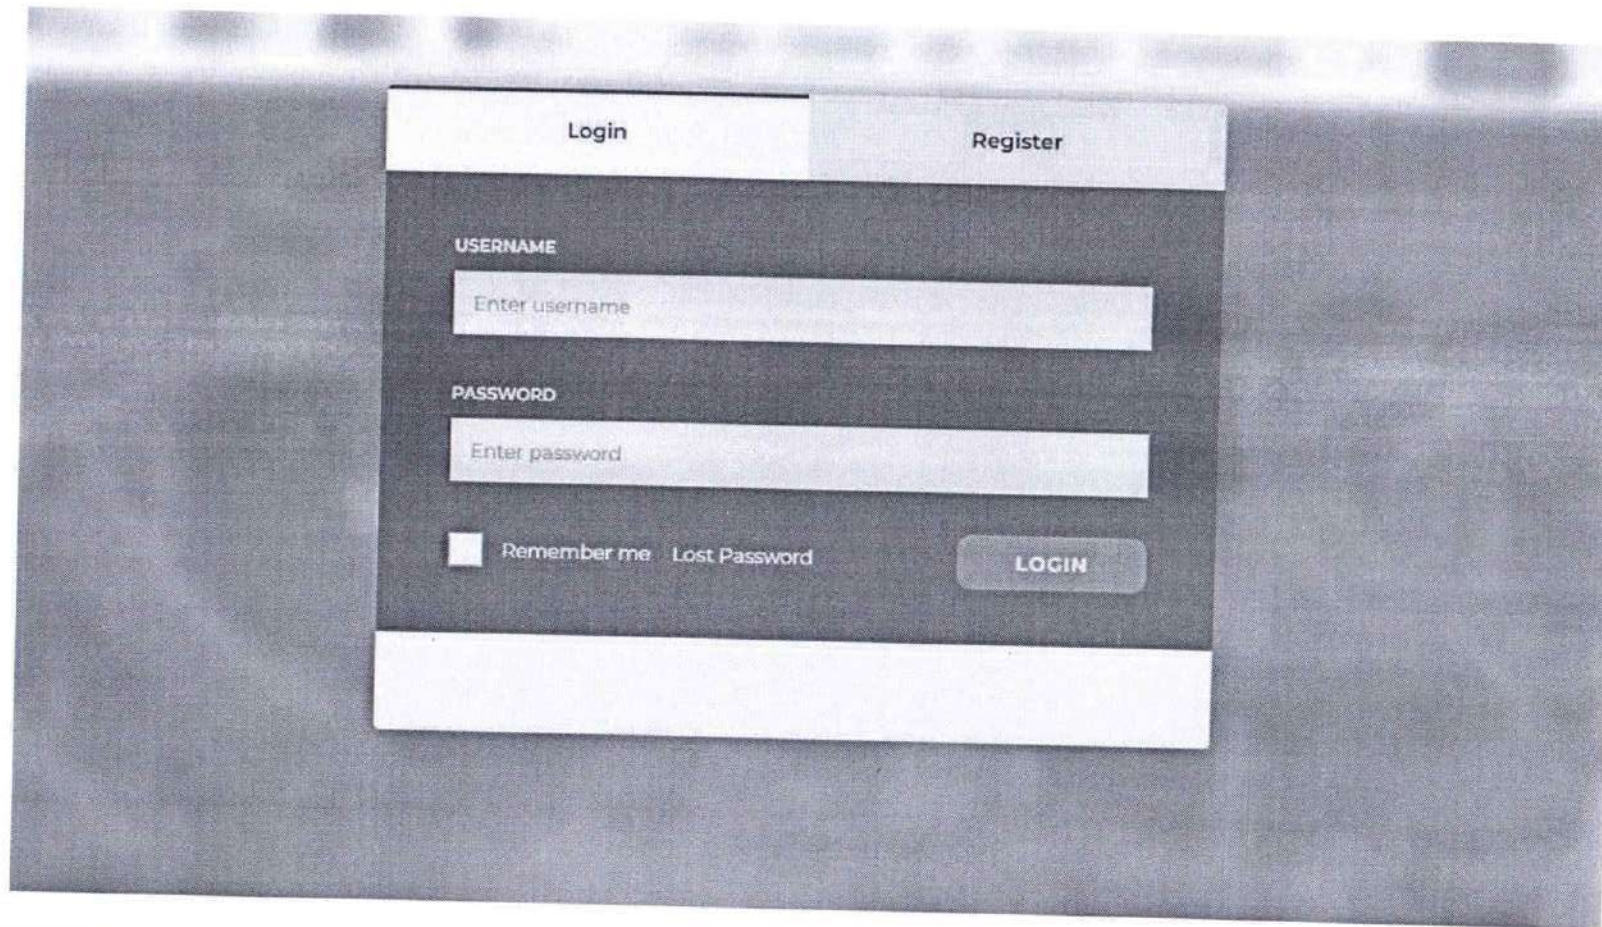 Login
Register
USERNAME
Enter username
PASSWORD
Enter password
Remember me Lost Password
LOGIN